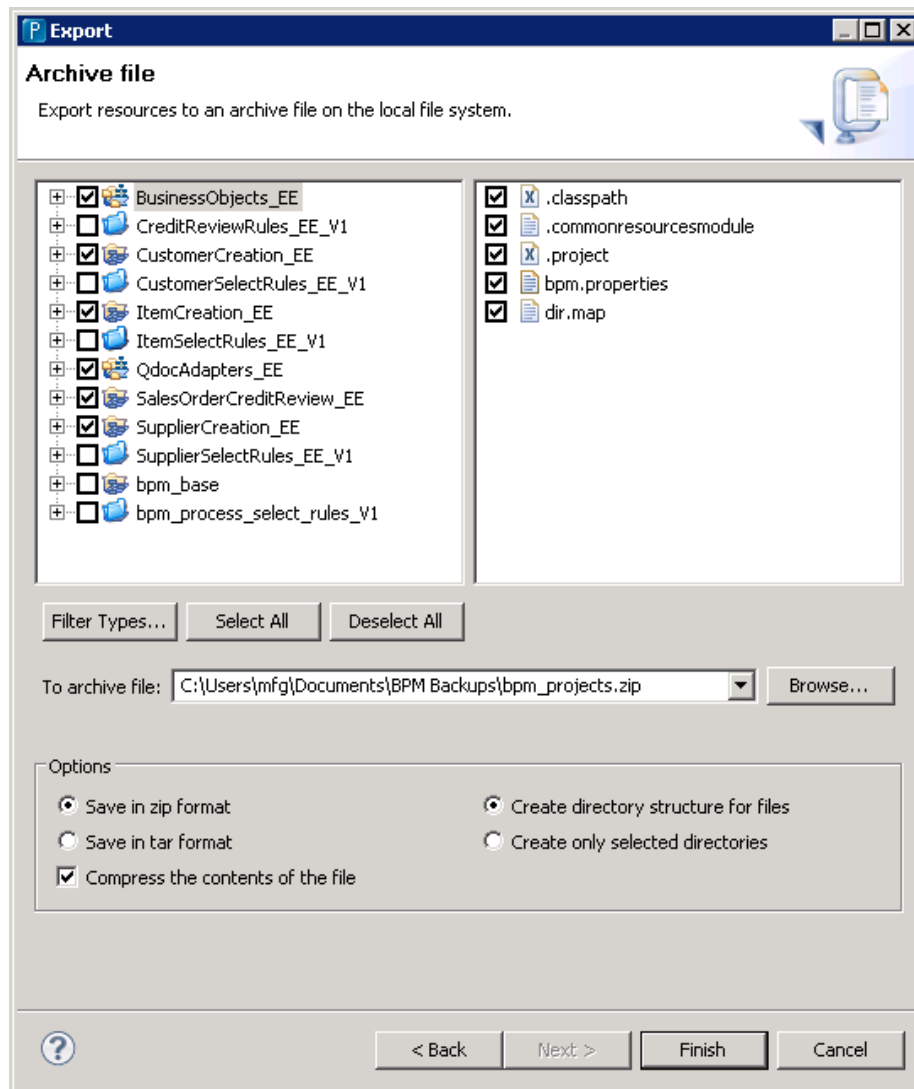 Export
Archive file
Export resources to an archive file on the local file system.
BusinessObjects_EE
CreditReviewRules_EE_V1
CustomerCreation_EE
CustomerSelectRules_EE_V1
ItemCreation_EE
ItemSelectRules_EE_V1
QdocAdapters_EE
SalesOrderCreditReview_EE
SupplierCreation_EE
SupplierSelectRules_EE_V1
bpm_base
bpm_process_select_rules_V1
.classpath
.commonresourcesmodule
.project
bpm.properties
dir.map
Filter Types...
Select All
Deselect All
To archive file:
C:\Users\mfg\Documents\BPM Backups\bpm_projects.zip
Browse...
Options
Save in zip format
Save in tar format
Compress the contents of the file
Create directory structure for files
Create only selected directories
?
< Back
Next >
Finish
Cancel